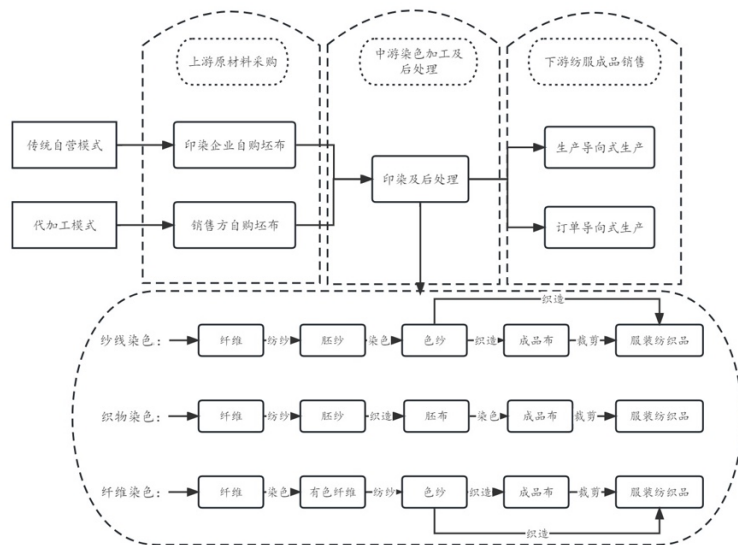 上游原材料采购
中游染色加工及
后处理
下游纺服成品销售
传统自营模式
印染企业自购坯布
印染及后处理
生产导向式生产
代加工模式
销售方自购坯布
订单导向式生产
织造
纱线染色：
纤维
纺纱
胚纱
染色
色纱
织造
成品布
裁剪
服装纺织品
织物染色：
纤维
纺纱
胚纱
织造
胚布
染色
成品布
裁剪
服装纺织品
纤维染色：
纤维
染色
有色纤维
纺纱
色纱
织造
成品布
裁剪
服装纺织品
织造